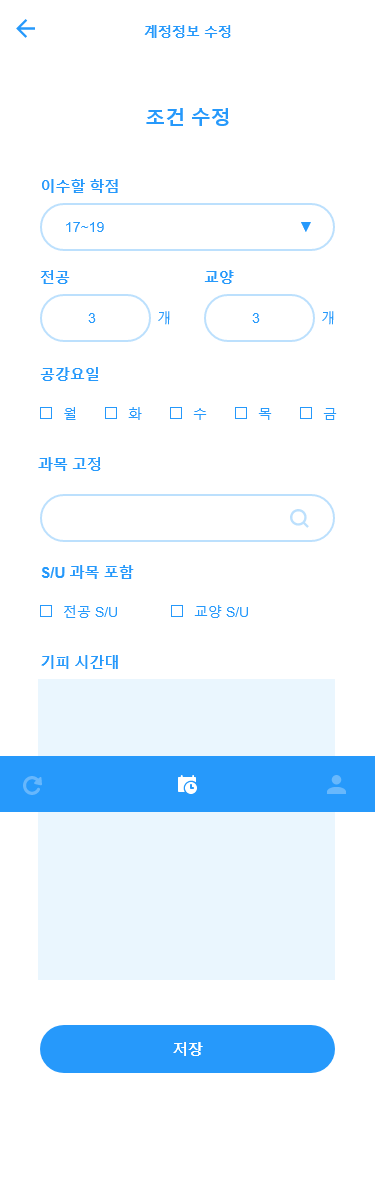 계정정보 수정
조건 수정
이수할 학점
17~19
전공 교양
3 개 3 개
공강요일
월 화 수 목 금
과목 고정
S/U 과목 포함
전공 S/U 교양 S/U
기피 시간대
저장